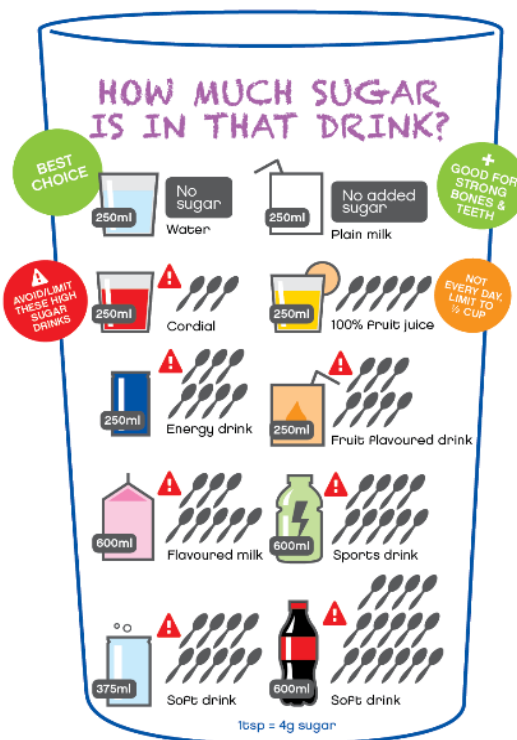 HOW MUCH SUGAR
IS IN THAT DRINK?
BEST
CHOICE
250ml
No
sugar
Water
250ml
No added
sugar
Plain milk
+
GOOD FOR
STRONG
BONES &
TEETH
!
AVOID/LIMIT
THESE HIGH
SUGAR
DRINKS
250ml
!
Cordial
250ml
100% fruit juice
NOT
EVERY DAY.
LIMIT TO
½ CUP
250ml
!
Energy drink
250ml
!
Fruit flavoured drink
600ml
!
Flavoured milk
600ml
!
Sports drink
375ml
!
Soft drink
600ml
!
Soft drink
1tsp = 4g sugar